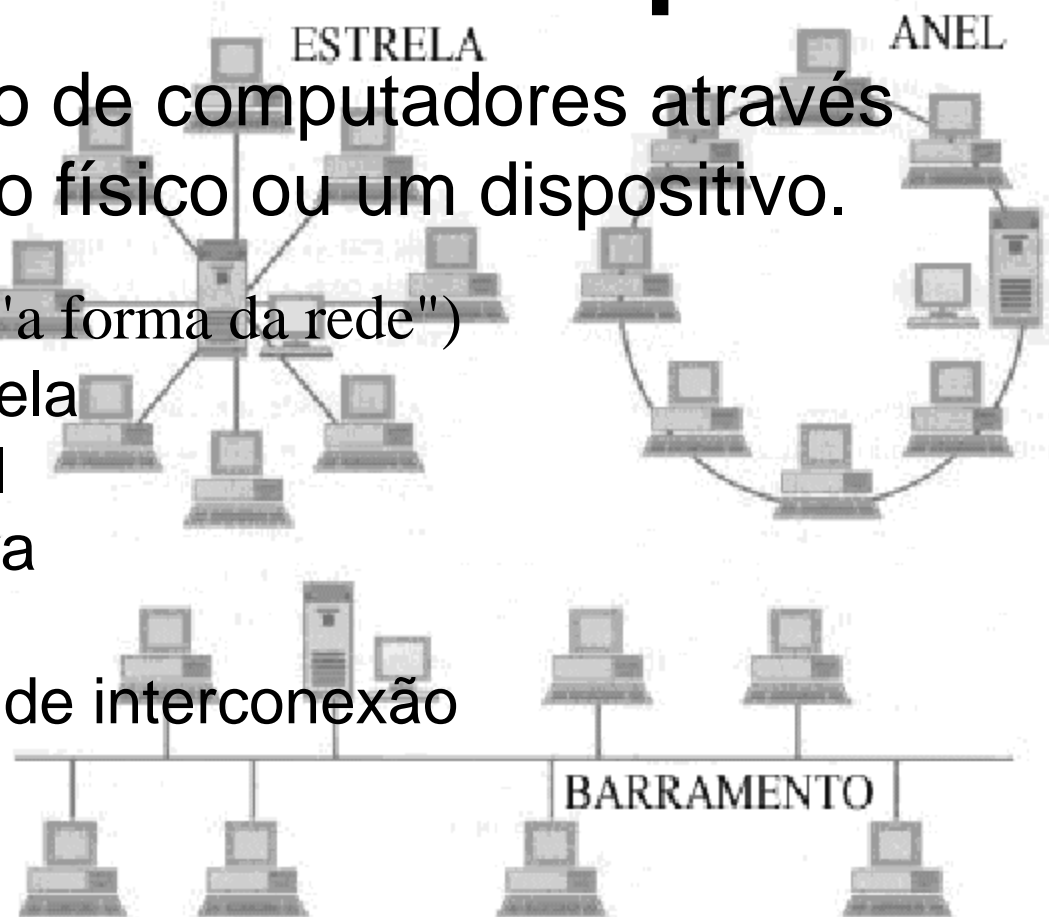 ESTRELA
ANEL
o de computadores através
o físico ou um dispositivo.
'a forma da rede")
ela
l
a
de interconexão
BARRAMENTO